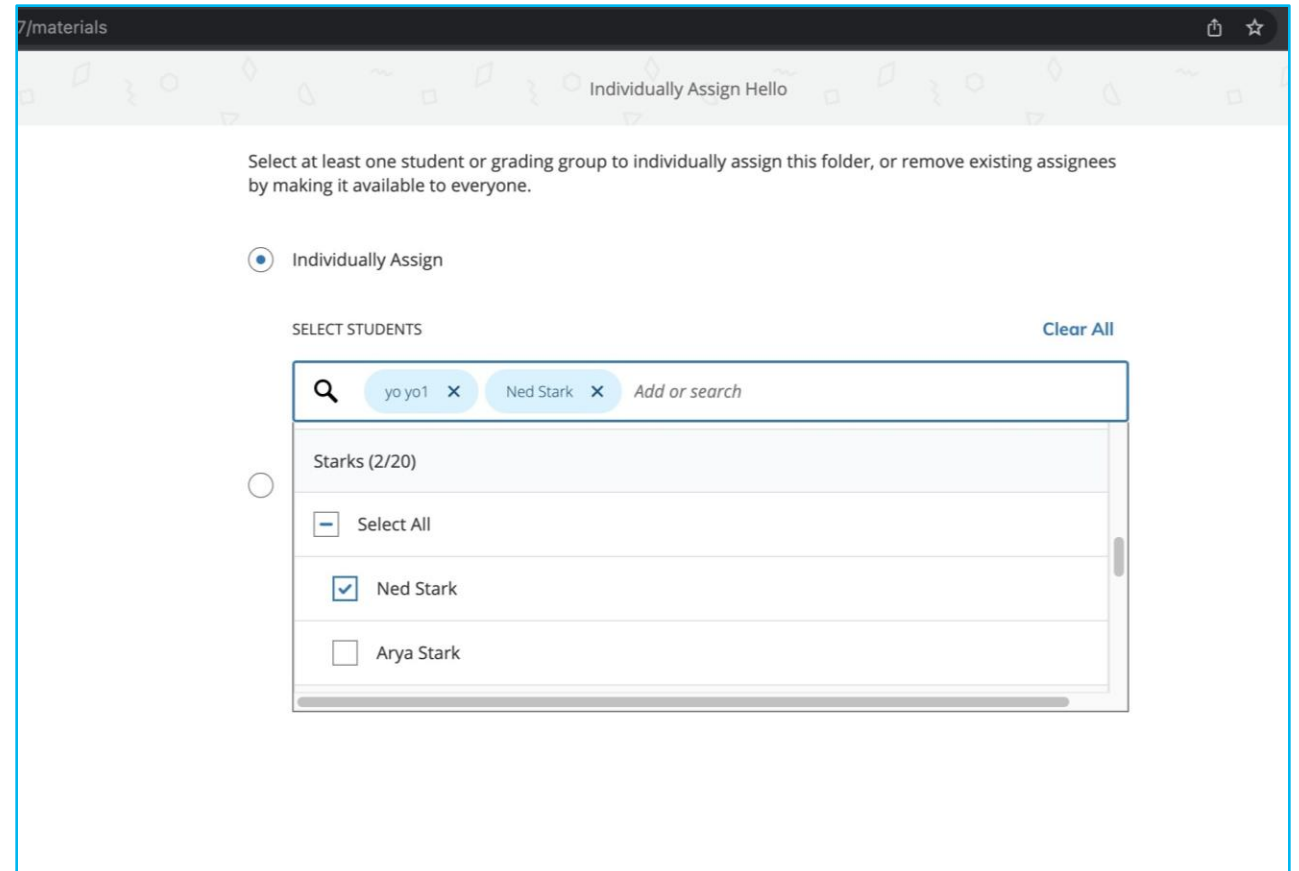 7/materials
Individually Assign Hello
Select at least one student or grading group to individually assign this folder, or remove existing assignees
by making it available to everyone.
Individually Assign
SELECT STUDENTS Clear All
yo yo1 Ned Stark Add or search
Starks (2/20)
Select All
Ned Stark
Arya Stark